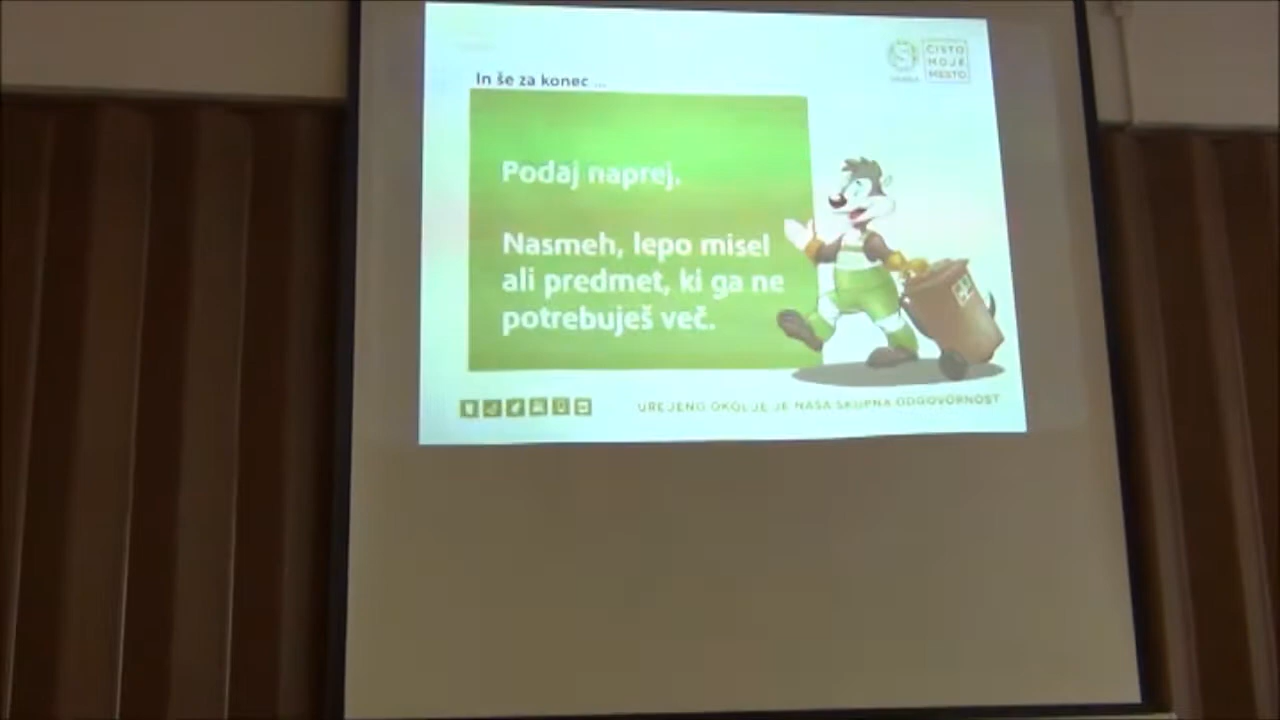 In še za konec ...
ČISTO
MOJE
MESTO
Podaj naprej.
Nasmeh, lepo misel
ali predmet, ki ga ne
potrebuješ več.
UREJENO OKOLJE JE NAŠA SKUPNA ODGOVORNOST